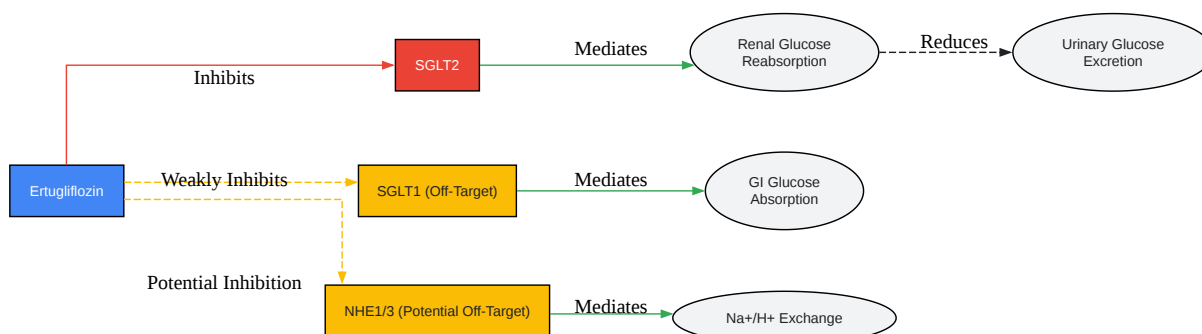 Renal Glucose
Reabsorption
Mediates
Reduces
Urinary Glucose
Excretion
SGLT2
Inhibits
Ertugliflozin
Weakly Inhibits
SGLT1 (Off-Target)
Mediates
GI Glucose
Absorption
Potential Inhibition
NHE1/3 (Potential Off-Target)
Mediates
Na+/H+ Exchange